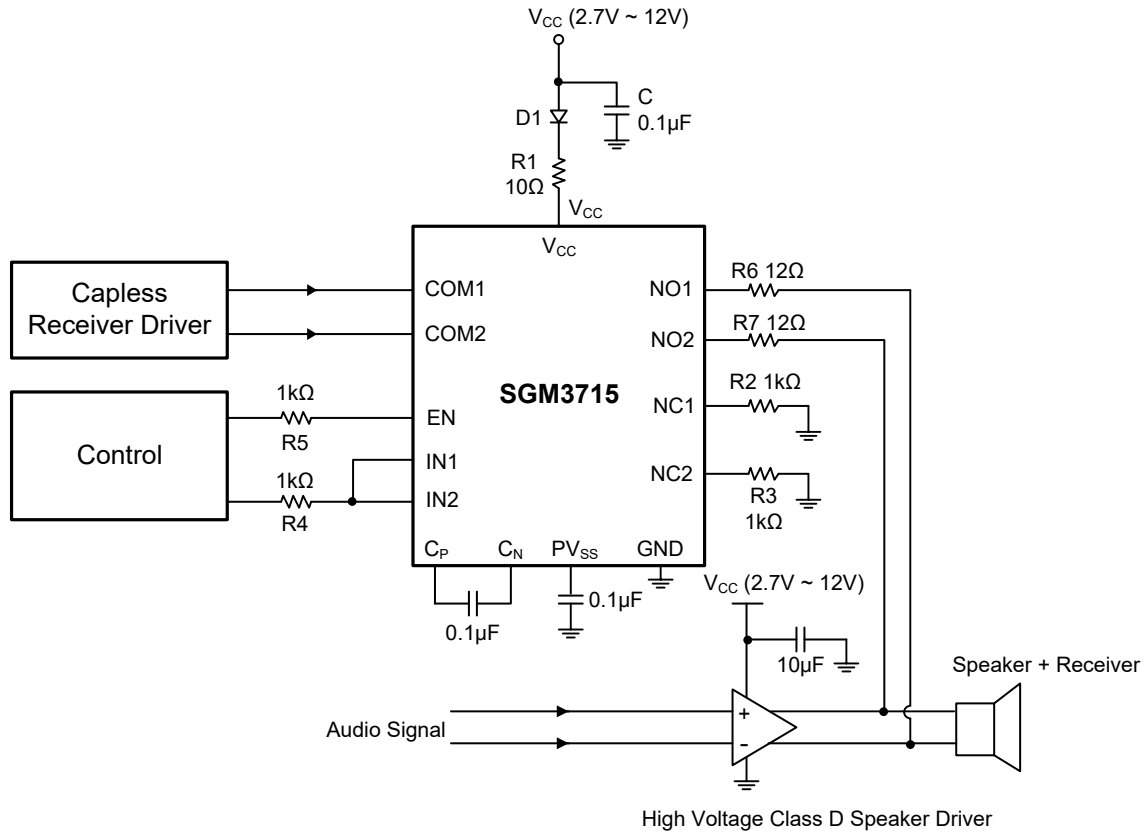 VCC (2.7V ~ 12V)
D1
C
0.1µF
R1
10Ω
VCC
VCC
Capless
Receiver Driver
COM1
COM2
NO1
NO2
R6 12Ω
R7 12Ω
SGM3715
NC1
NC2
R2 1kΩ
R3
1kΩ
Control
1kΩ
R5
1kΩ
R4
EN
IN1
IN2
CP
CN
PVSS
GND
0.1µF
0.1µF
VCC (2.7V ~ 12V)
10µF
Speaker + Receiver
Audio Signal
+
-
High Voltage Class D Speaker Driver